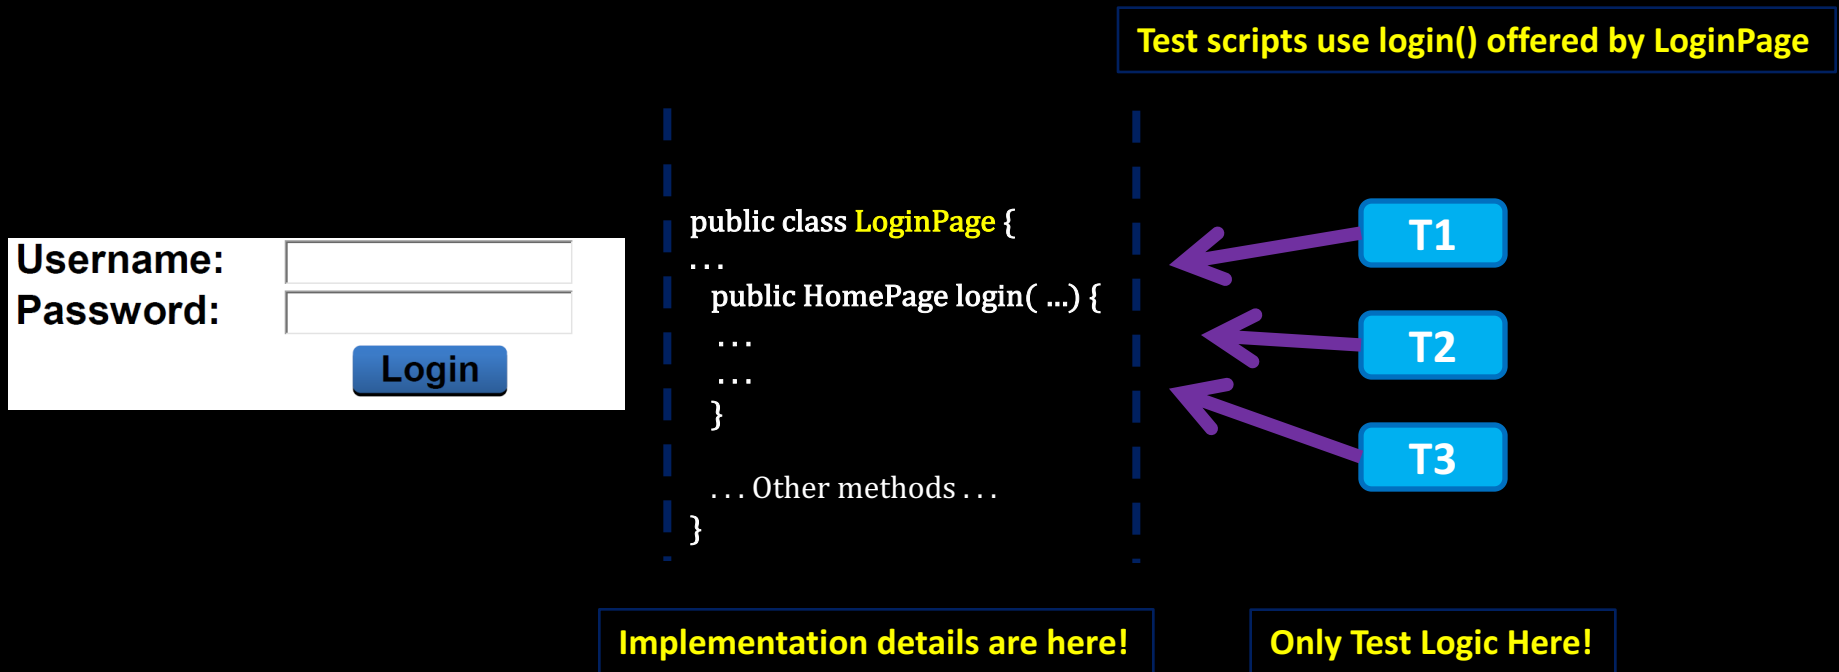 Test scripts use login() offered by LoginPage
Username:
Password:
Login
public class LoginPage {
...
public HomePage login( ...) {
...
...
}
. . . Other methods . . .
}
T1
T2
T3
Implementation details are here!
Only Test Logic Here!